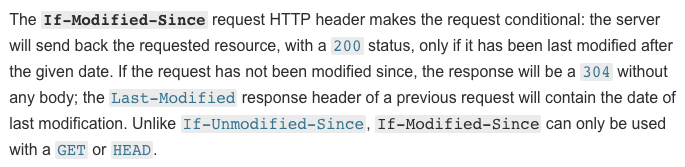 The If-Modified-Since request HTTP header makes the request conditional: the server
will send back the requested resource, with a 200 status, only if it has been last modified after
the given date. If the request has not been modified since, the response will be a 304 without
any body; the Last-Modified response header of a previous request will contain the date of
last modification. Unlike If-Unmodified-Since, If-Modified-Since can only be used
with a GET or HEAD.